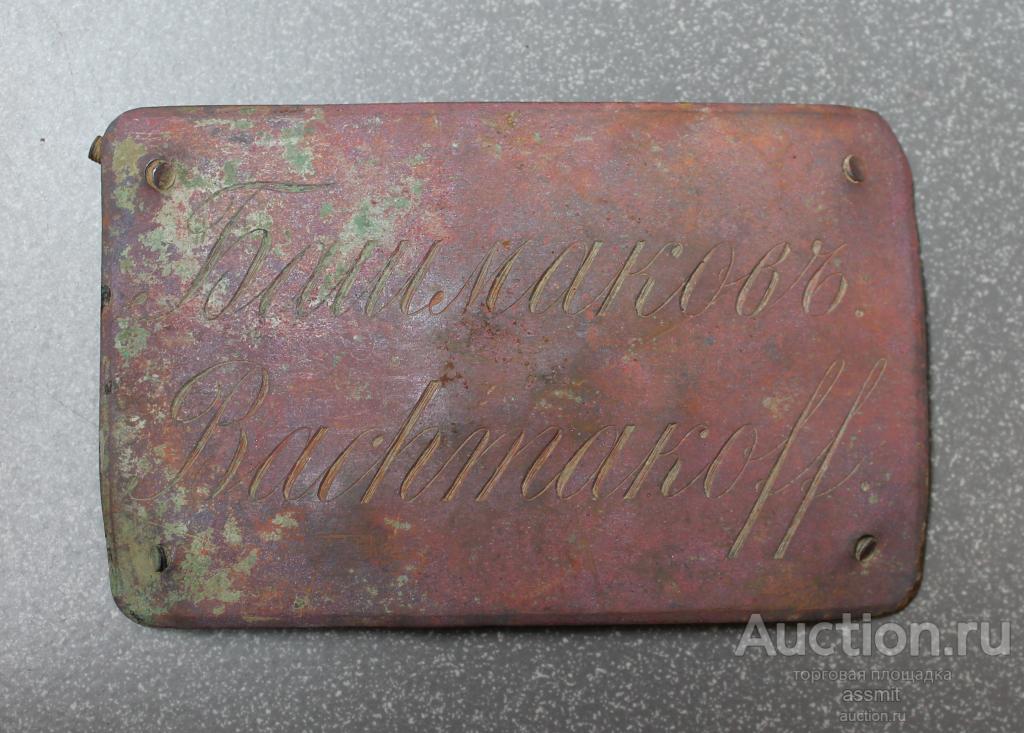 Башмаковъ.
Bachmakoff.
Auction.ru
торговая площадка
assmit
auction.ru